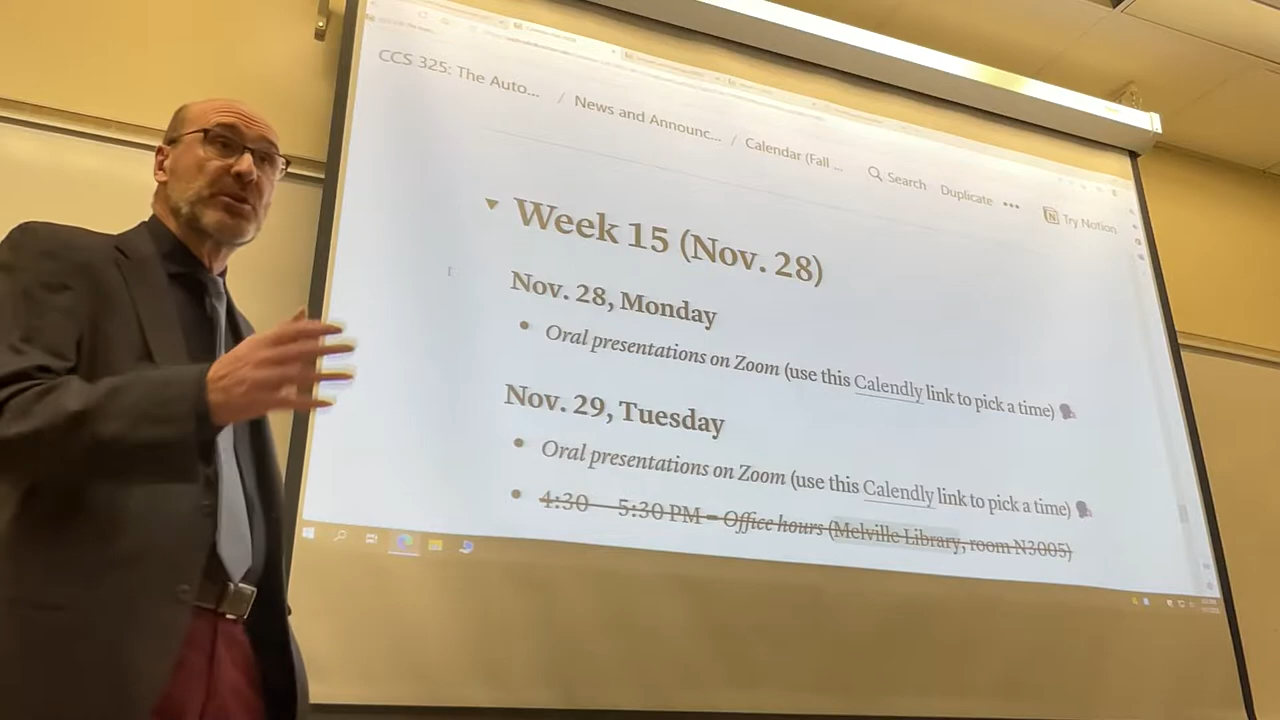 CCS 325: The Auto... / News and Announc... / Calendar (Fall ... Search Duplicate ••• Try Notion
Week 15 (Nov. 28)
Nov. 28, Monday
• Oral presentations on Zoom (use this Calendly link to pick a time)
Nov. 29, Tuesday
• Oral presentations on Zoom (use this Calendly link to pick a time)
• 4:30 – 5:30 PM – Office hours (Melville Library, room N3005)